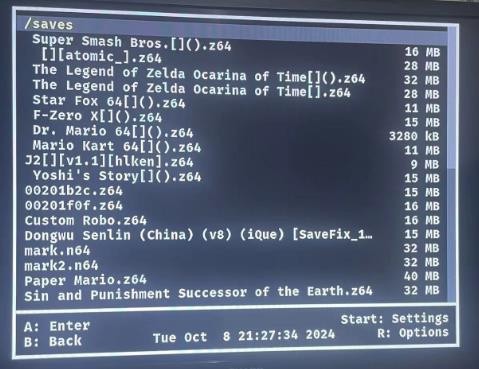 /saves
Super Smash Bros.[]().z64 16 MB
[][atomic_].z64 28 MB
The Legend of Zelda Ocarina of Time[]().z64 32 MB
The Legend of Zelda Ocarina of Time[].z64 28 MB
Star Fox 64[]().z64 11 MB
F-Zero X[]().z64 15 MB
Dr. Mario 64[]().z64 3280 kB
Mario Kart 64[]().z64 11 MB
J2[][v1.1][hlken].z64 9 MB
Yoshi's Story[]().z64 15 MB
00201b2c.z64 15 MB
00201f0f.z64 16 MB
Custom Robo.z64 16 MB
Dongwu Senlin (China) (v8) (iQue) [SaveFix_1… 15 MB
mark.n64 32 MB
mark2.n64 32 MB
Paper Mario.z64 40 MB
Sin and Punishment Successor of the Earth.z64 32 MB
A: Enter Start: Settings
B: Back Tue Oct 8 21:27:34 2024 R: Options